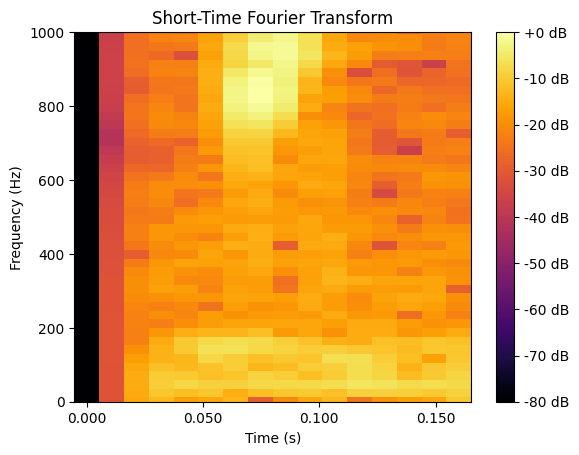 Short-Time Fourier Transform
Frequency (Hz)
1000
800
600
400
200
0
0.000
0.050
0.100
0.150
Time (s)
+0 dB
-10 dB
-20 dB
-30 dB
-40 dB
-50 dB
-60 dB
-70 dB
-80 dB